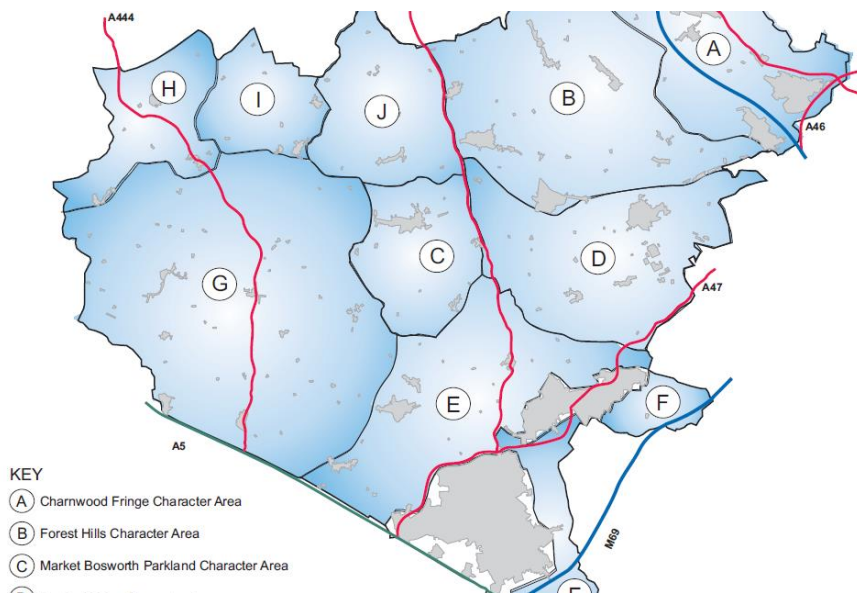 A444
A
H
I
J
B
A46
C
D
G
A47
E
F
A5
KEY
M69
A Charnwood Fringe Character Area
B Forest Hills Character Area
C Market Bosworth Parkland Character Area